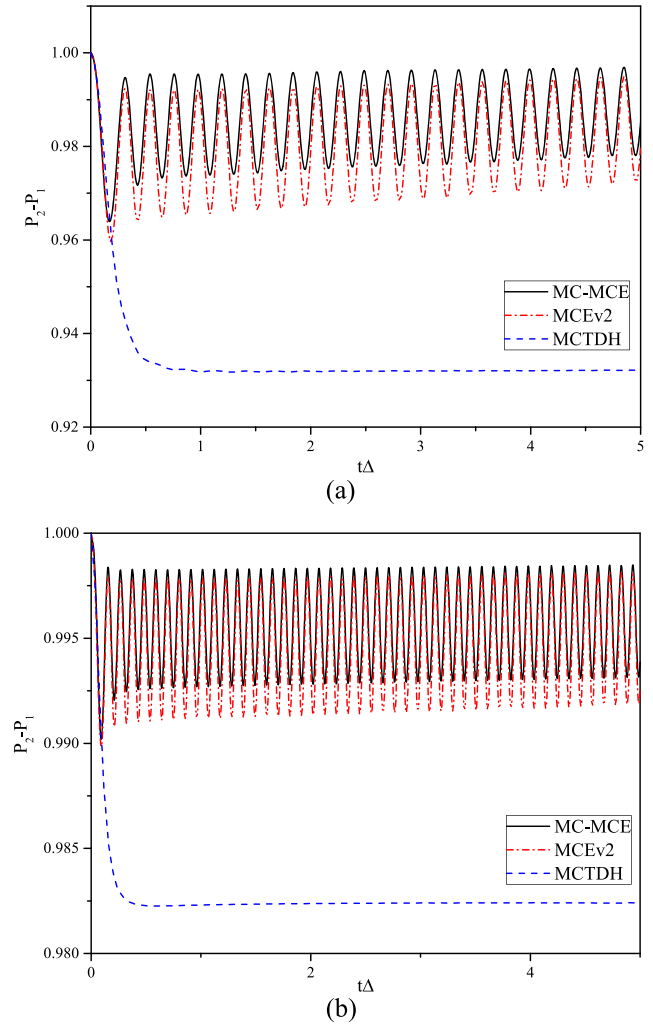 1.00
0.98
0.96
0.94
0.92
P₂-P₁
MC-MCE
MCEv2
MCTDH
0 1 2 3 4 5
tΔ
(a)
1.000
0.995
0.990
0.985
0.980
P₂-P₁
MC-MCE
MCEv2
MCTDH
0 2 4
tΔ
(b)